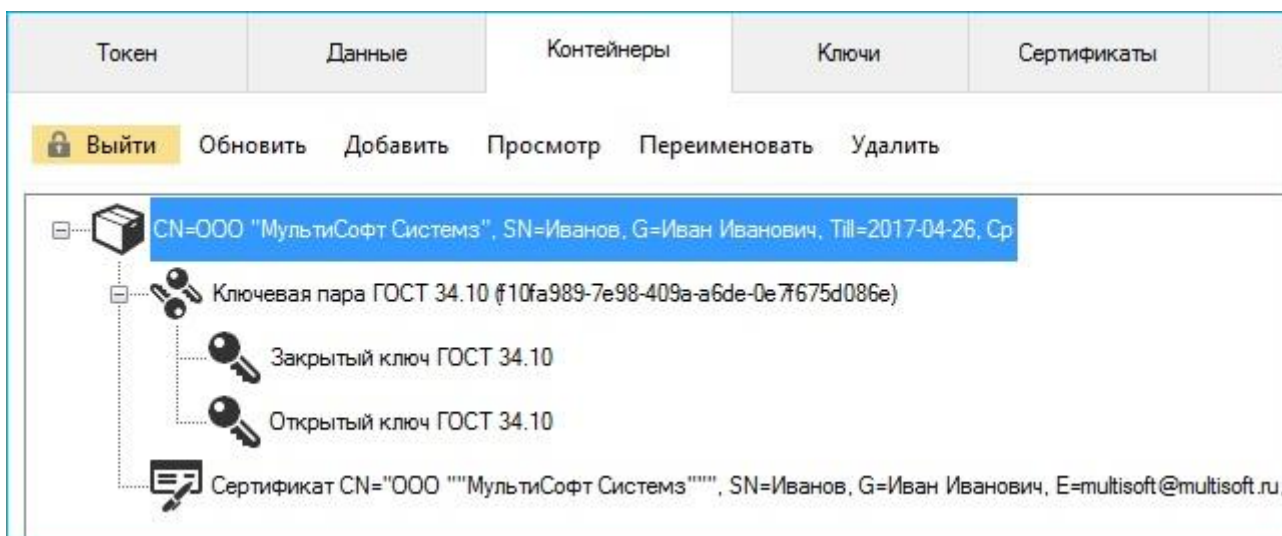 Токен Данные Контейнеры Ключи Сертификаты
Выйти Обновить Добавить Просмотр Переименовать Удалить
CN=ООО "МультиСофт Системз", SN=Иванов, G=Иван Иванович, Till=2017-04-26, Ср
Ключевая пара ГОСТ 34.10 (f10fa989-7e98-409a-a6de-0e7f675d086e)
Закрытый ключ ГОСТ 34.10
Открытый ключ ГОСТ 34.10
Сертификат CN="ООО ""МультиСофт Системз""", SN=Иванов, G=Иван Иванович, E=multisoft@multisoft.ru,